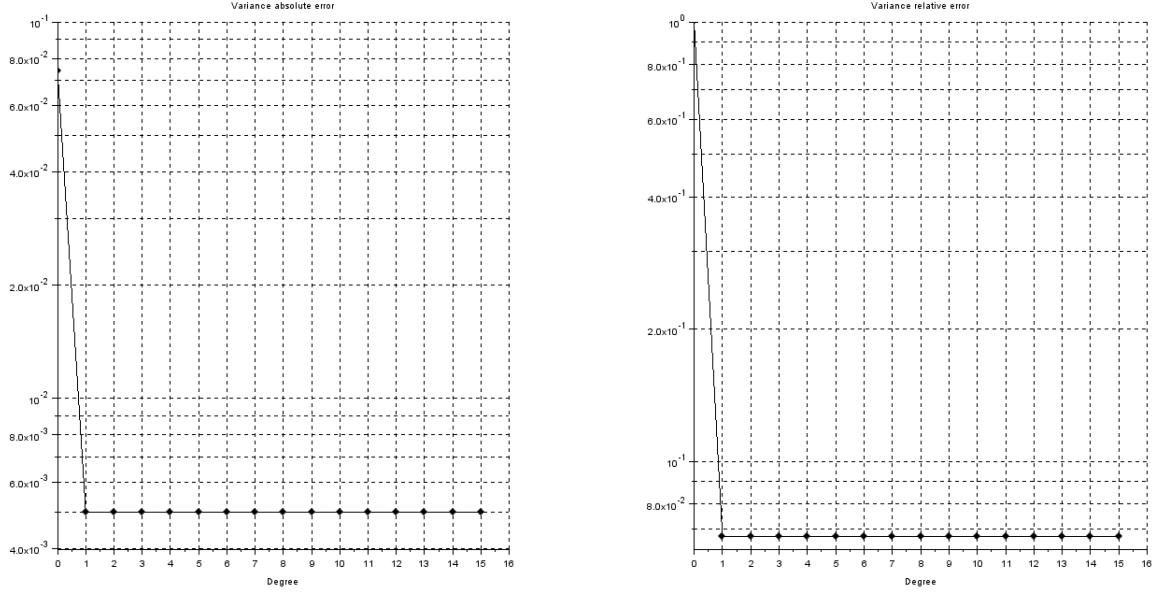 Variance absolute error
10⁻¹
8.0x10⁻²
6.0x10⁻²
4.0x10⁻²
2.0x10⁻²
10⁻²
8.0x10⁻³
6.0x10⁻³
4.0x10⁻³
0 1 2 3 4 5 6 7 8 9 10 11 12 13 14 15 16
Degree
Variance relative error
10⁰
8.0x10⁻¹
6.0x10⁻¹
4.0x10⁻¹
2.0x10⁻¹
10⁻¹
8.0x10⁻²
0 1 2 3 4 5 6 7 8 9 10 11 12 13 14 15 16
Degree